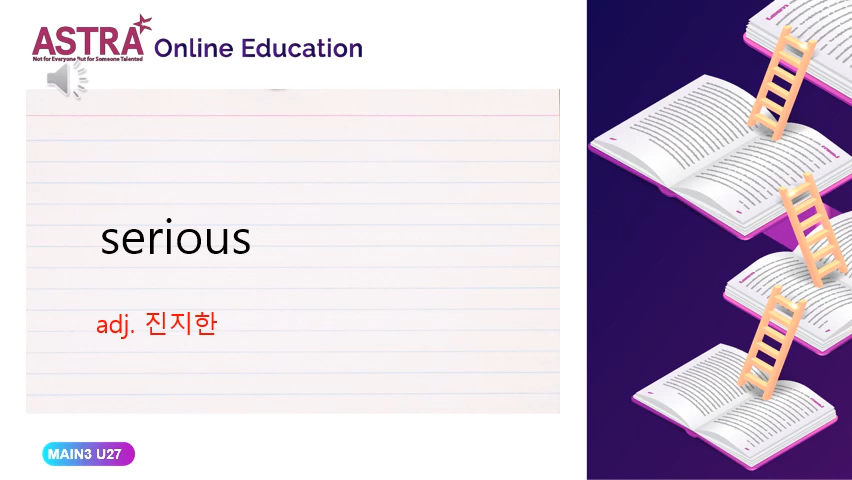 ASTRA Online Education
Not for Everyone But for Someone Talented
serious
adj. 진지한
MAIN3 U27